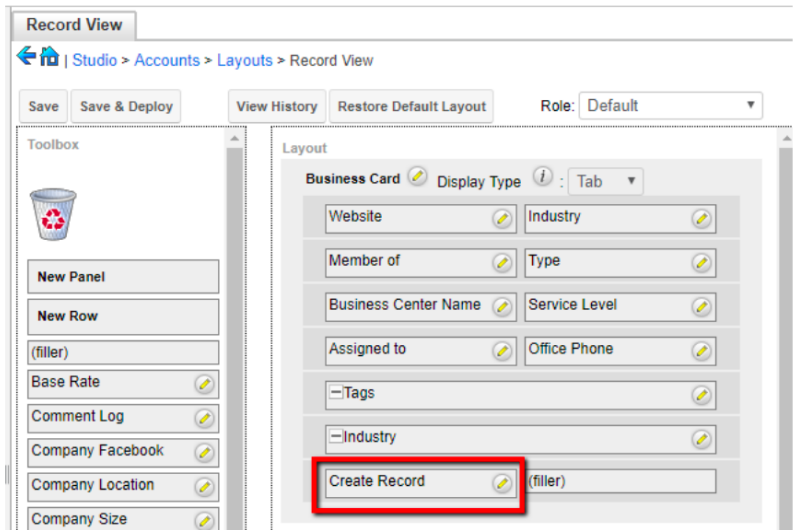 Record View
| Studio > Accounts > Layouts > Record View
Save Save & Deploy View History Restore Default Layout Role: Default
Toolbox
New Panel
New Row
(filler)
Base Rate
Comment Log
Company Facebook
Company Location
Company Size
Layout
Business Card Display Type i : Tab
Website Industry
Member of Type
Business Center Name Service Level
Assigned to Office Phone
Tags
Industry
Create Record (filler)